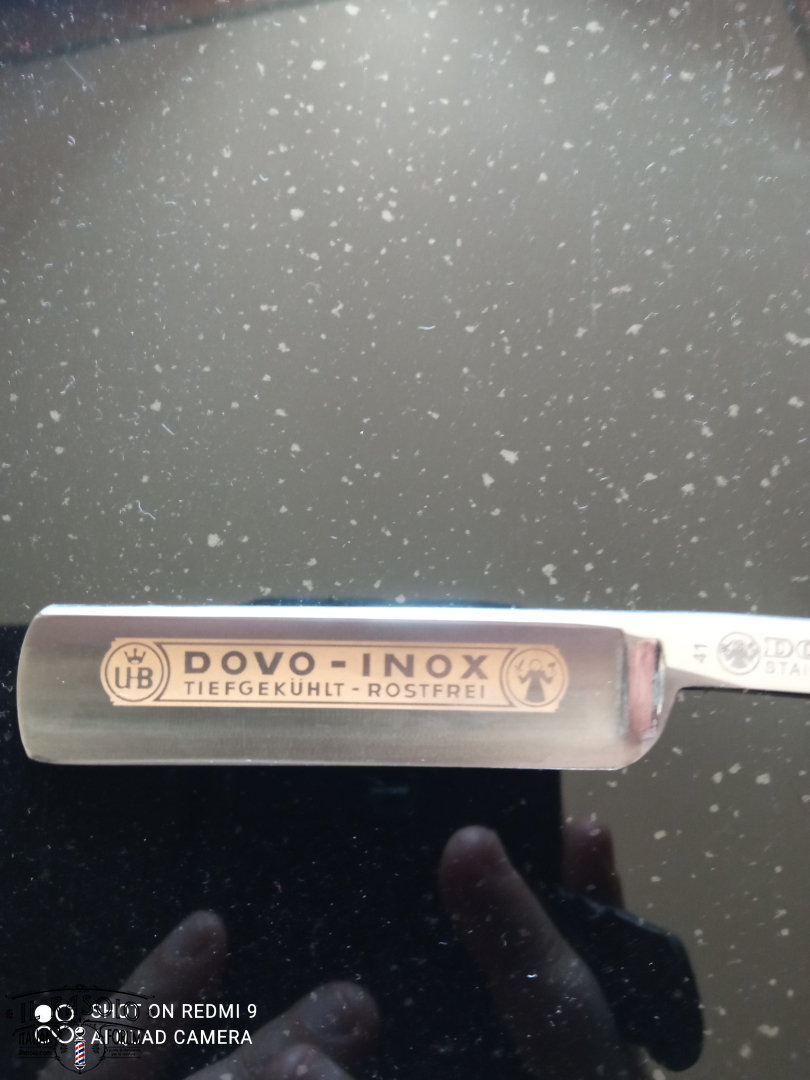 UHB
DOVO-INOX
TIEFGEKÜHLT-ROSTFREI
41
SHOT ON REDMI 9
AI QUAD CAMERA